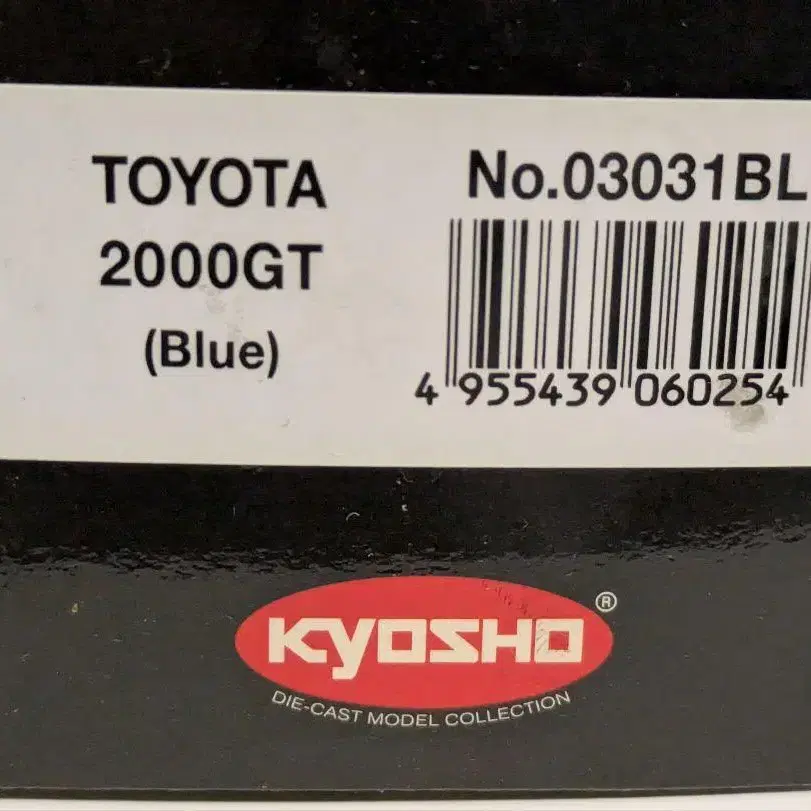 TOYOTA
2000GT
(Blue)
No.03031BL
4 955439 060254
KYOSHO ®
DIE-CAST MODEL COLLECTION